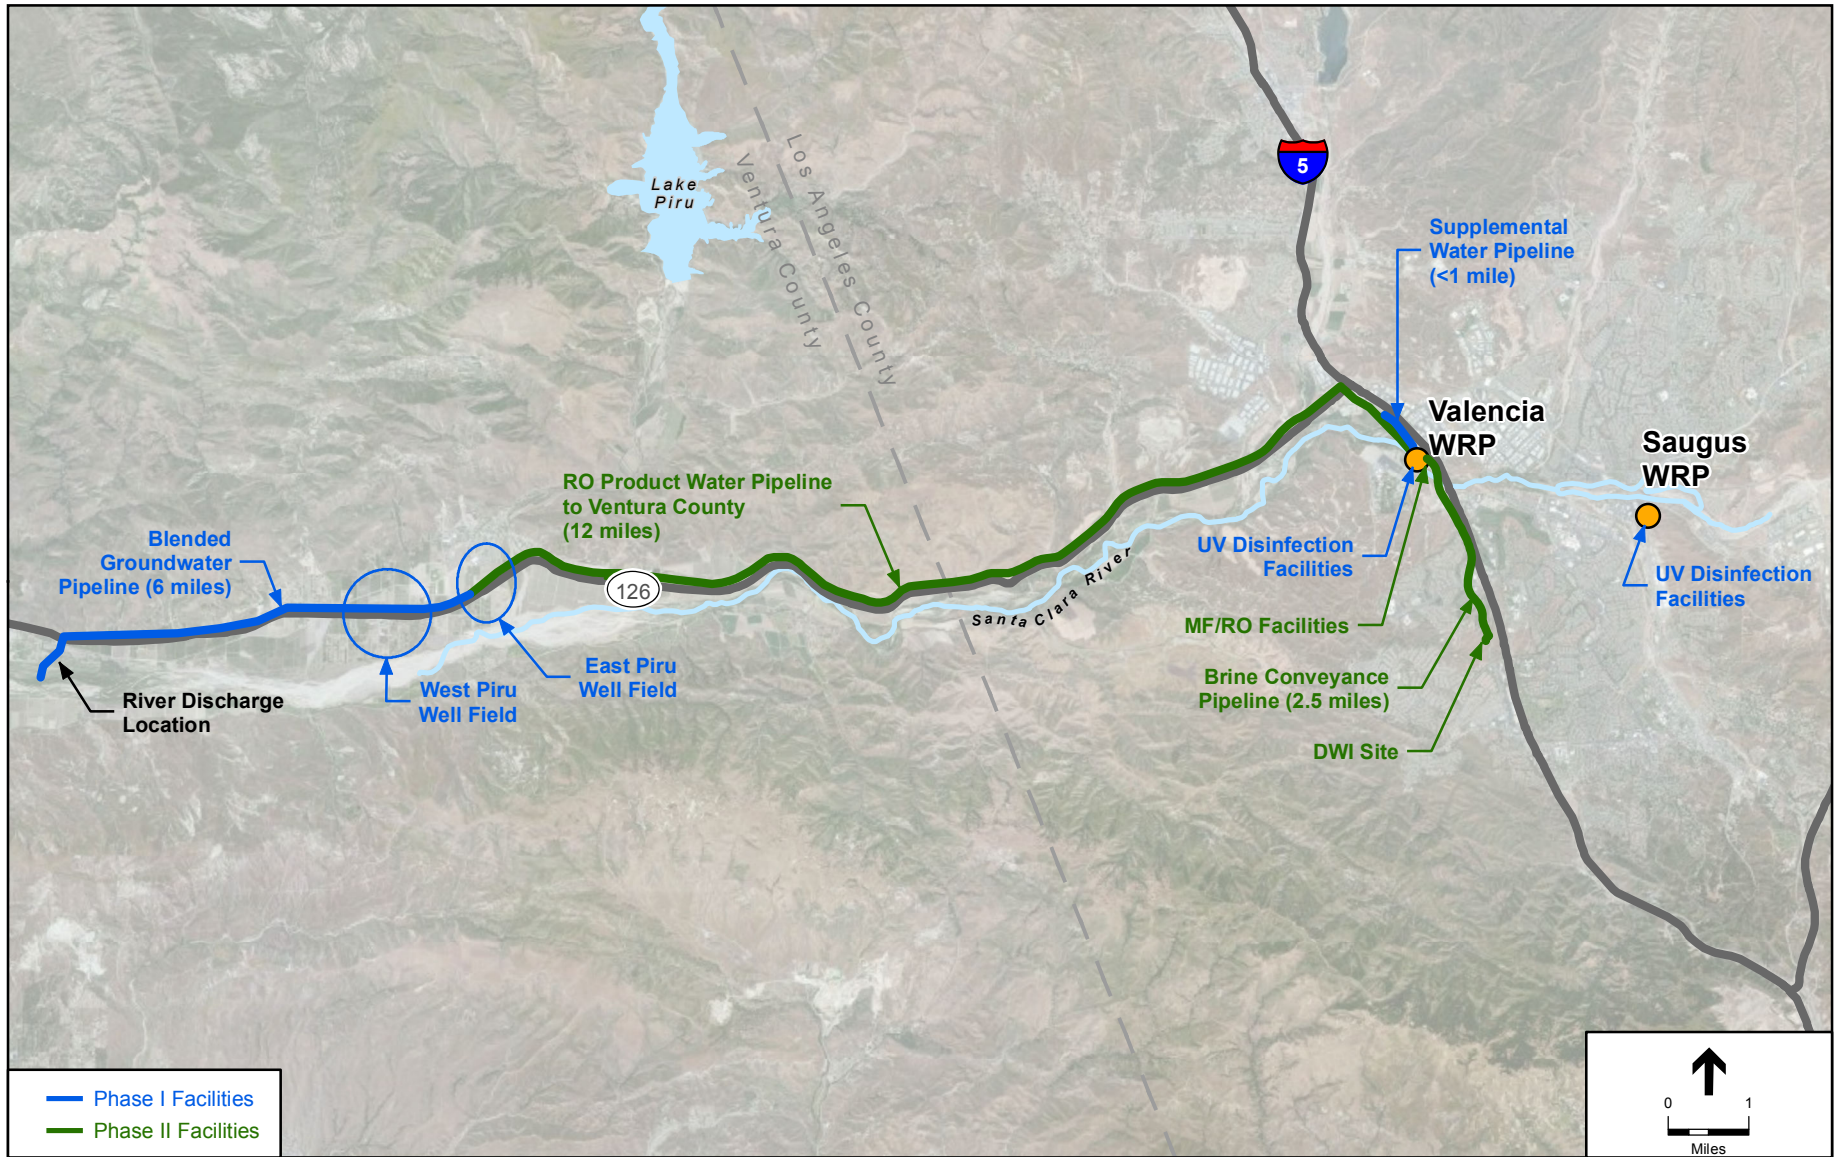 5
Supplemental
Water Pipeline
(<1 mile)
Lake
Piru
Los Angeles County
Ventura County
Valencia
WRP
Saugus
WRP
RO Product Water Pipeline
to Ventura County
(12 miles)
Blended
Groundwater
Pipeline (6 miles)
126
UV Disinfection
Facilities
UV Disinfection
Facilities
Santa Clara River
MF/RO Facilities
East Piru
Well Field
West Piru
Well Field
Brine Conveyance
Pipeline (2.5 miles)
River Discharge
Location
DWI Site
Phase I Facilities
Phase II Facilities
0 1
Miles